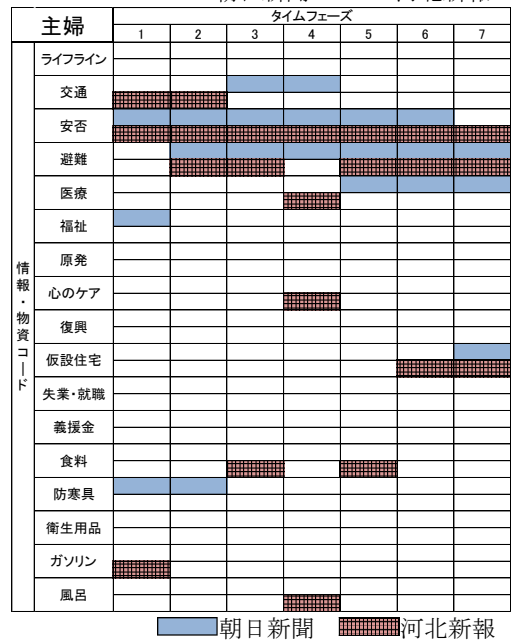 主婦
タイムフェーズ
1 2 3 4 5 6 7
情報・物資コード
ライフライン
交通
安否
避難
医療
福祉
原発
心のケア
復興
仮設住宅
失業・就職
義援金
食料
防寒具
衛生用品
ガソリン
風呂
朝日新聞 河北新報